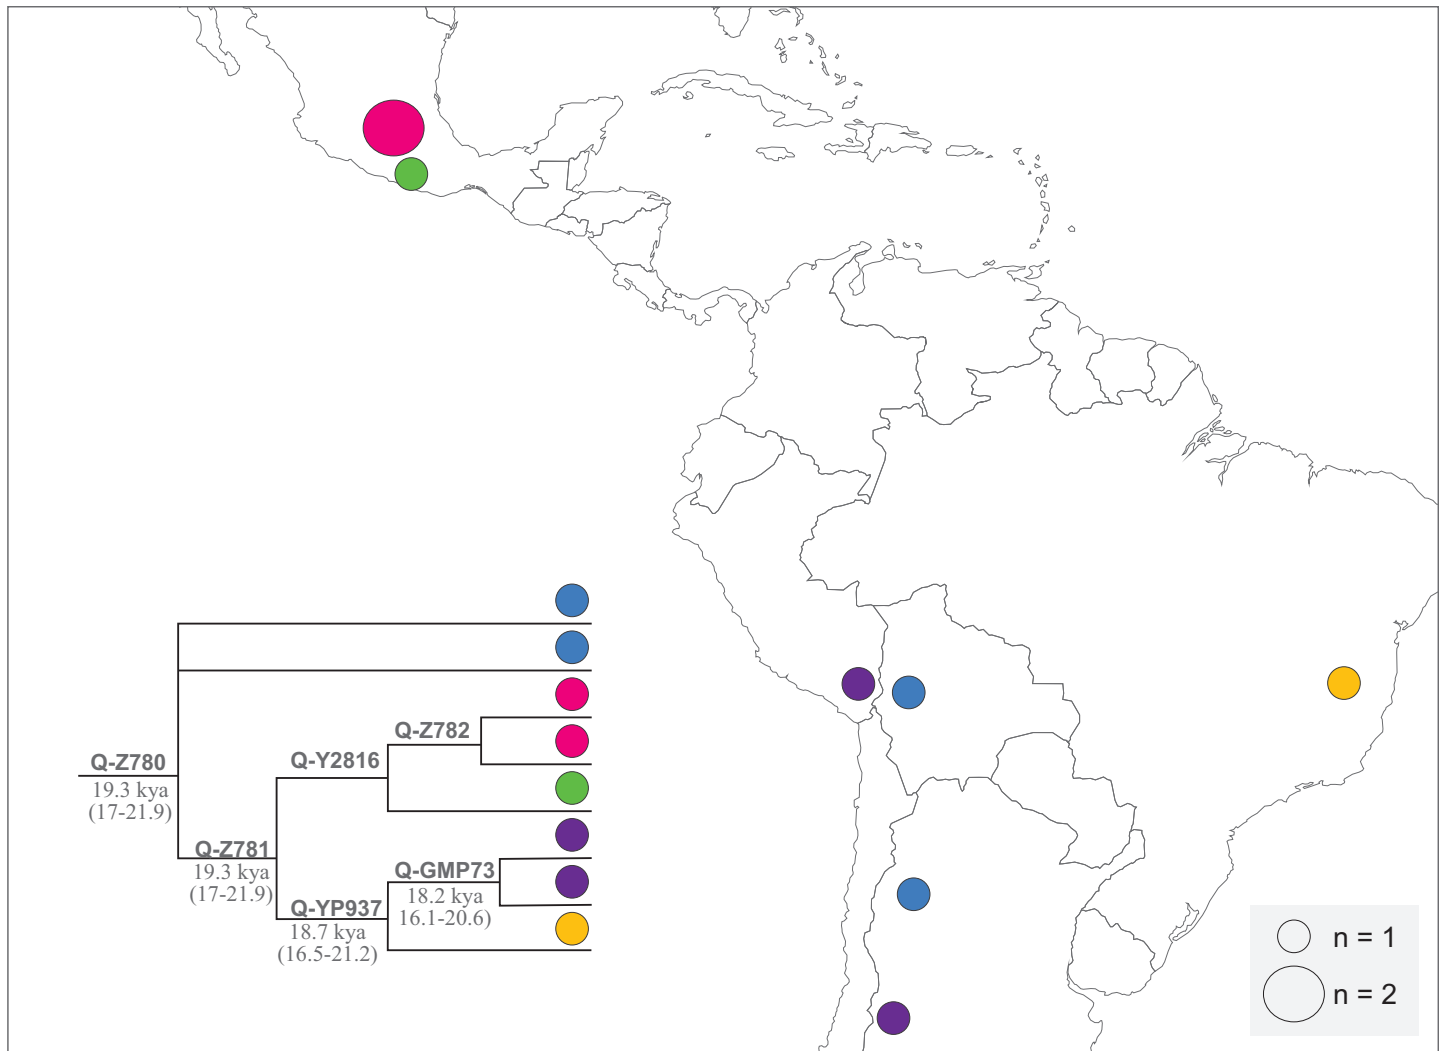 Q-Z782
Q-Y2816
Q-Z780
19.3 kya
(17-21.9)
Q-Z781
19.3 kya
(17-21.9)
Q-GMP73
18.2 kya
16.1-20.6)
Q-YP937
18.7 kya
(16.5-21.2)
n = 1
n = 2